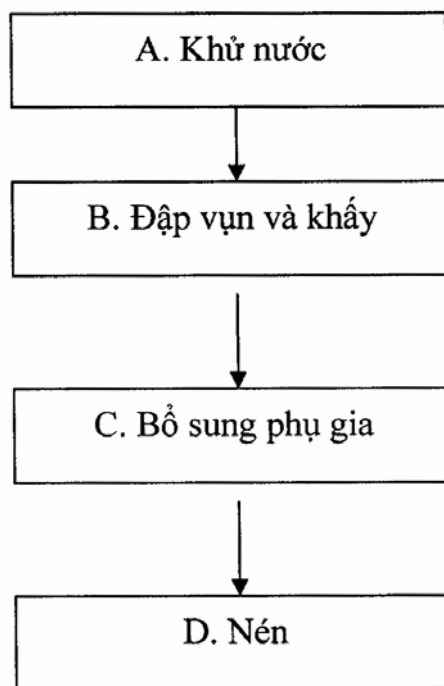 A. Khử nước
B. Đập vụn và khấy
C. Bổ sung phụ gia
D. Nén